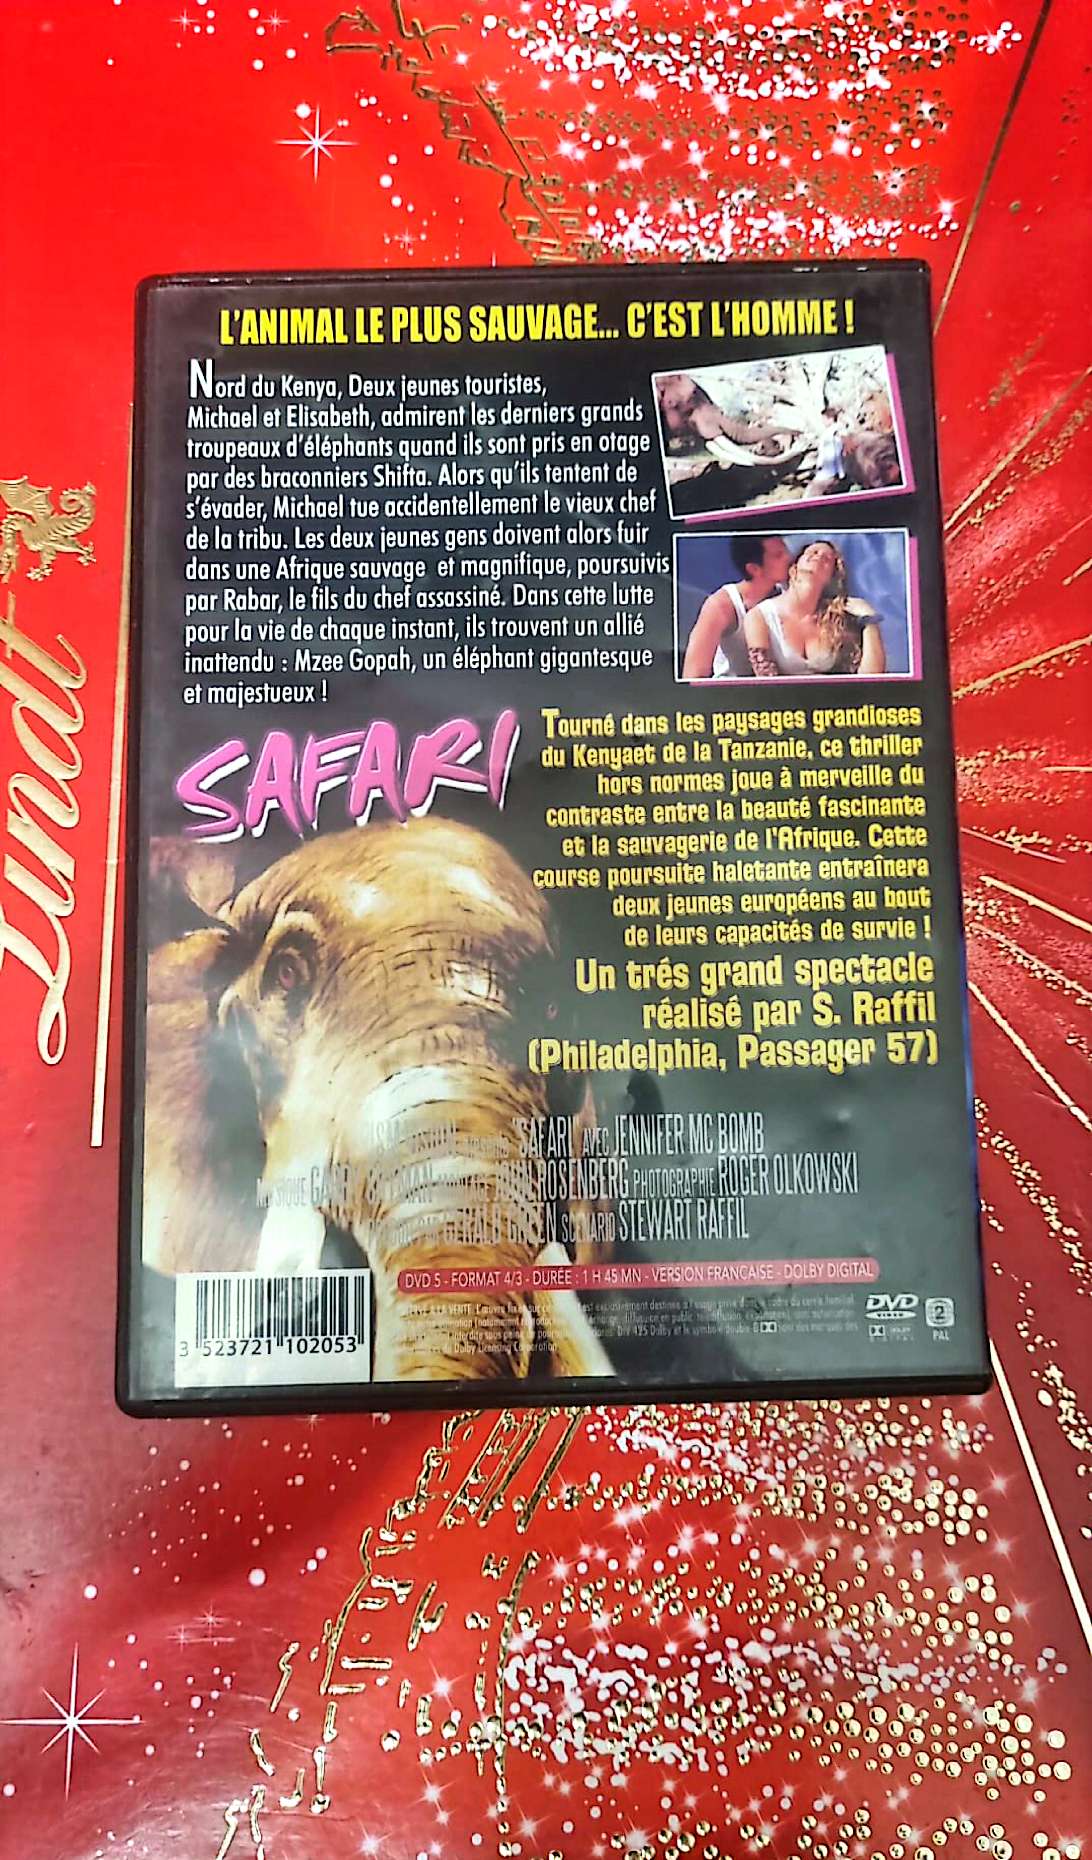 L'ANIMAL LE PLUS SAUVAGE... C'EST L'HOMME !
Nord du Kenya, Deux jeunes touristes,
Michael et Elisabeth, admirent les derniers grands
troupeaux d'éléphants quand ils sont pris en otage
par des braconniers Shifta. Alors qu'ils tentent de
s'évader, Michael tue accidentellement le vieux chef
de la tribu. Les deux jeunes gens doivent alors fuir
dans une Afrique sauvage et magnifique, poursuivis
par Rabar, le fils du chef assassiné. Dans cette lutte
pour la vie de chaque instant, ils trouvent un allié
inattendu : Mzee Gopah, un éléphant gigantesque
et majestueux !
SAFARI
Tourné dans les paysages grandioses
du Kenyaet de la Tanzanie, ce thriller
hors normes joue à merveille du
contraste entre la beauté fascinante
et la sauvagerie de l'Afrique. Cette
course poursuite haletante entraînera
deux jeunes européens au bout
de leurs capacités de survie !
Un trés grand spectacle
réalisé par S. Raffil
(Philadelphia, Passager 57)
"SAFARI" AVEC JENNIFER MC BOMB
MUSIQUE JOHN ROSENBERG PHOTOGRAPHIE ROGER OLKOWSKI
GERALD GREEN SCENARIO STEWART RAFFIL
DVD 5 - FORMAT 4/3 - DURÉE : 1 H 45 MN - VERSION FRANCAISE - DOLBY DIGITAL
DVD
VIDEO
2
PAL
3 523721 102053
Lindt